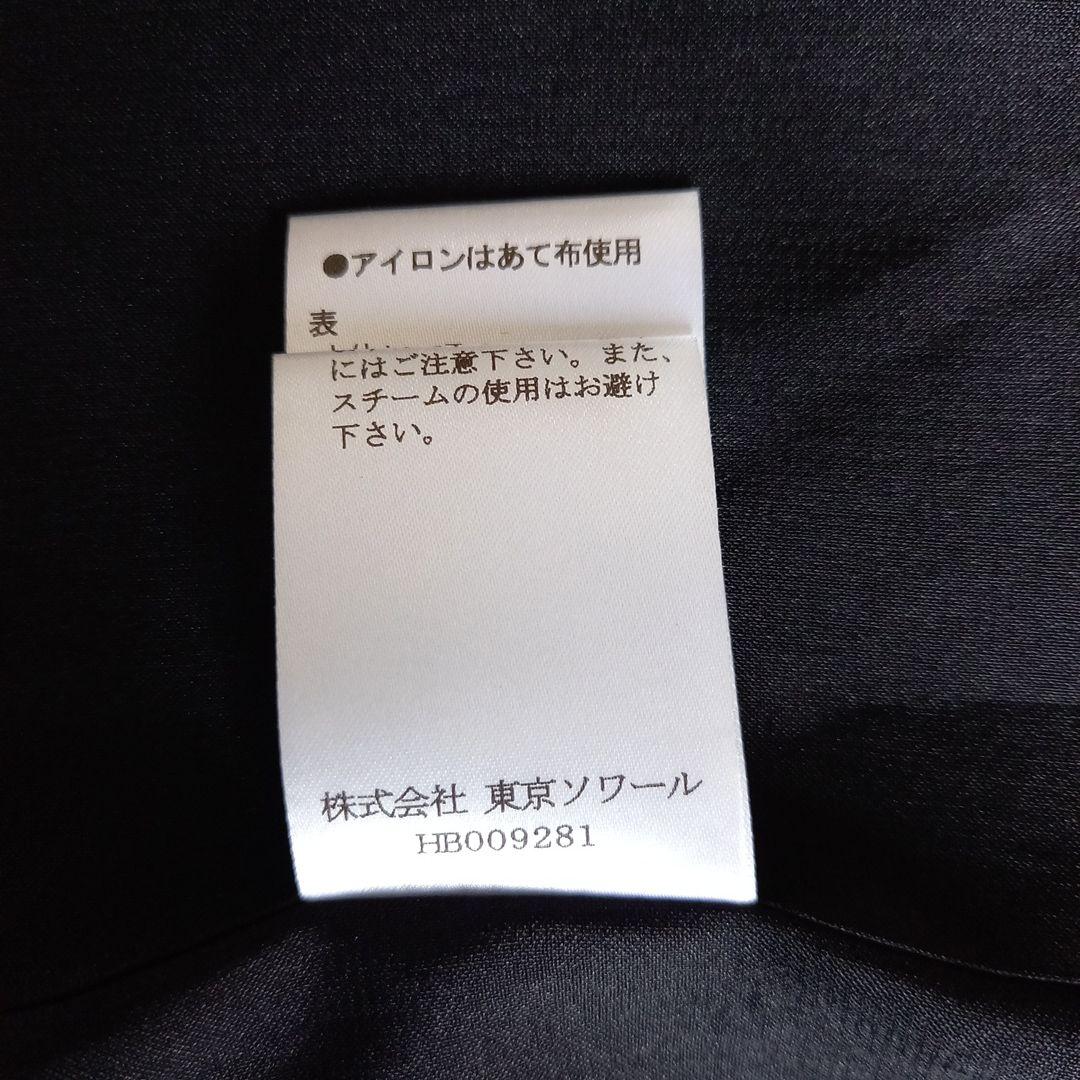 ●アイロンはあて布使用
表
にはご注意下さい。また、
スチームの使用はお避け
下さい。
株式会社 東京ソワール
HB009281